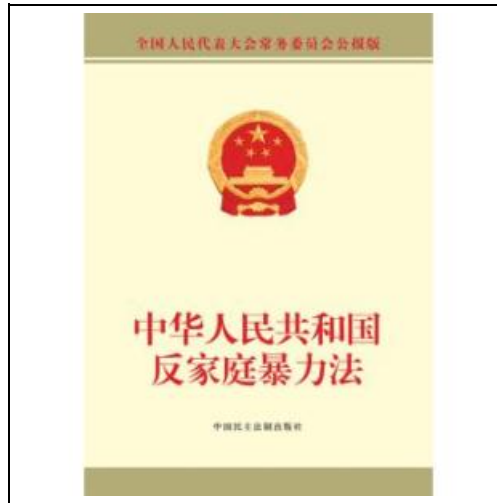 全国人民代表大会常务委员会公报版
中华人民共和国
反家庭暴力法
中国民主法制出版社